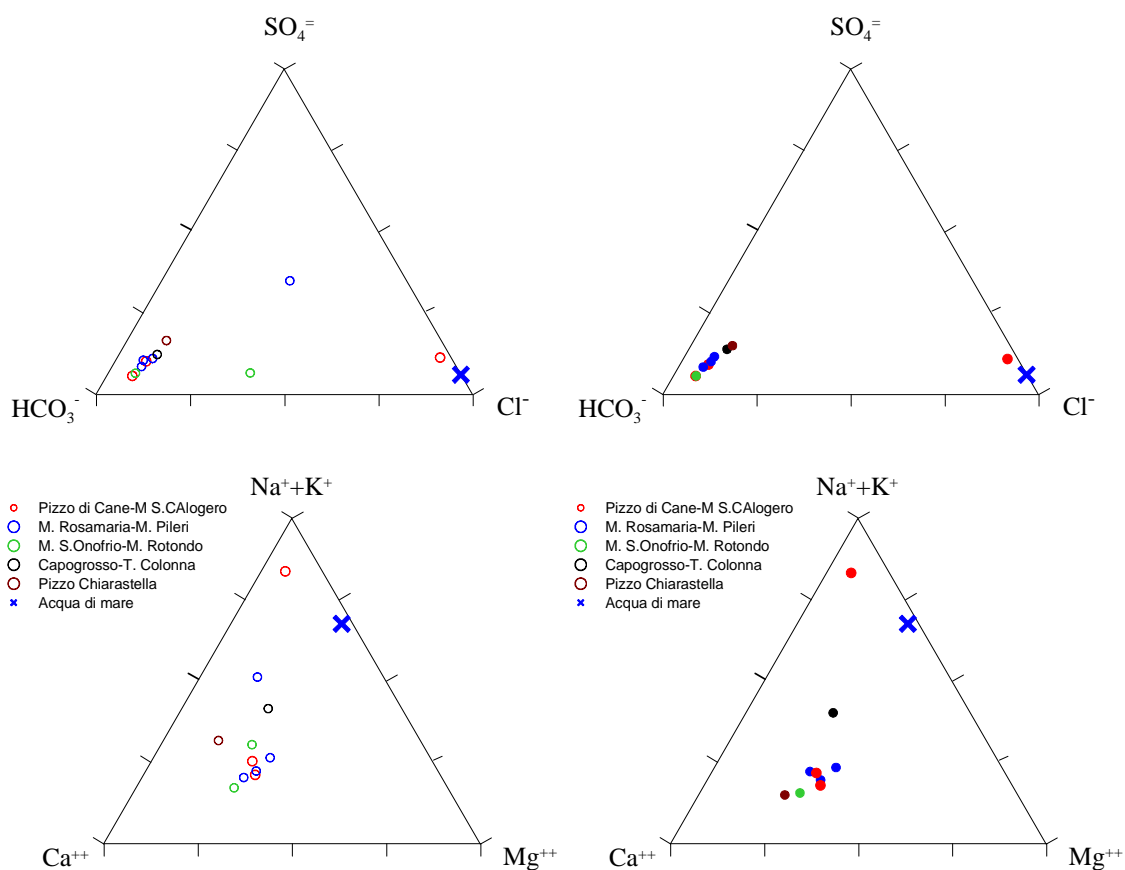 SO₄⁼
HCO₃⁻
Cl⁻
SO₄⁼
HCO₃⁻
Cl⁻
Na⁺+K⁺
Pizzo di Cane-M S.CAlogero
M. Rosamaria-M. Pileri
M. S.Onofrio-M. Rotondo
Capogrosso-T. Colonna
Pizzo Chiarastella
Acqua di mare
Ca⁺⁺
Mg⁺⁺
Na⁺+K⁺
Pizzo di Cane-M S.CAlogero
M. Rosamaria-M. Pileri
M. S.Onofrio-M. Rotondo
Capogrosso-T. Colonna
Pizzo Chiarastella
Acqua di mare
Ca⁺⁺
Mg⁺⁺